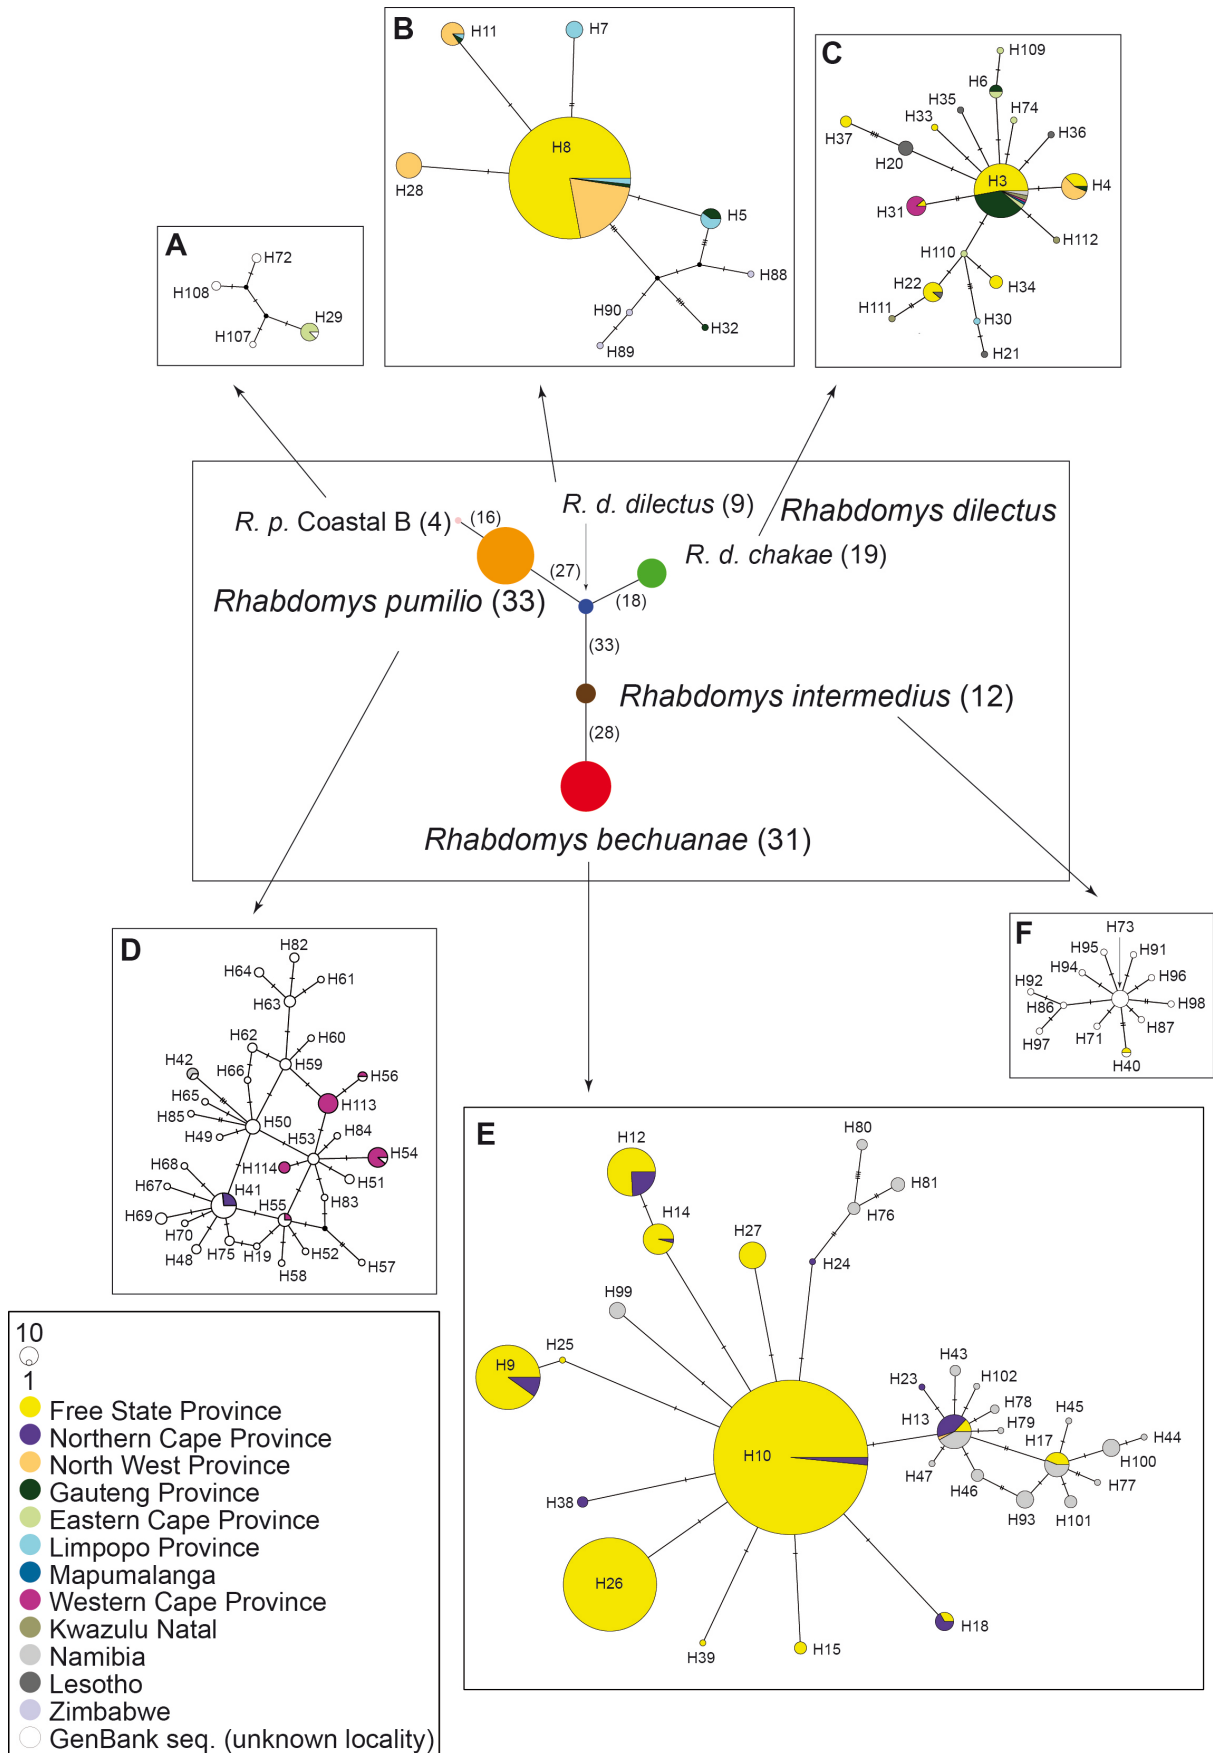 B
H11
H7
H8
H28
H5
H88
H90
H32
H89
C
H109
H6
H35
H74
H33
H36
H37
H20
H3
H4
H31
H112
H110
H22
H34
H111
H30
H21
A
H72
H108
H29
H107
R. d. dilectus (9)
Rhabdomys dilectus
R. p. Coastal B (4)
(16)
R. d. chakae (19)
(27)
(18)
Rhabdomys pumilio (33)
(33)
Rhabdomys intermedius (12)
(28)
Rhabdomys bechuanae (31)
D
H82
H64
H61
H63
H62
H60
H42
H66
H59
H56
H65
H113
H85
H50
H49
H53
H84
H54
H68
H114
H51
H67
H41
H55
H83
H69
H70
H48
H75
H19
H52
H57
H58
F
H73
H95
H91
H94
H96
H92
H86
H98
H71
H87
H97
H40
E
H12
H80
H81
H14
H27
H76
H24
H99
H25
H9
H43
H23
H102
H78
H45
H13
H79
H17
H44
H10
H100
H47
H46
H77
H93
H101
H38
H26
H18
H39
H15
10
1
Free State Province
Northern Cape Province
North West Province
Gauteng Province
Eastern Cape Province
Limpopo Province
Mapumalanga
Western Cape Province
Kwazulu Natal
Namibia
Lesotho
Zimbabwe
GenBank seq. (unknown locality)